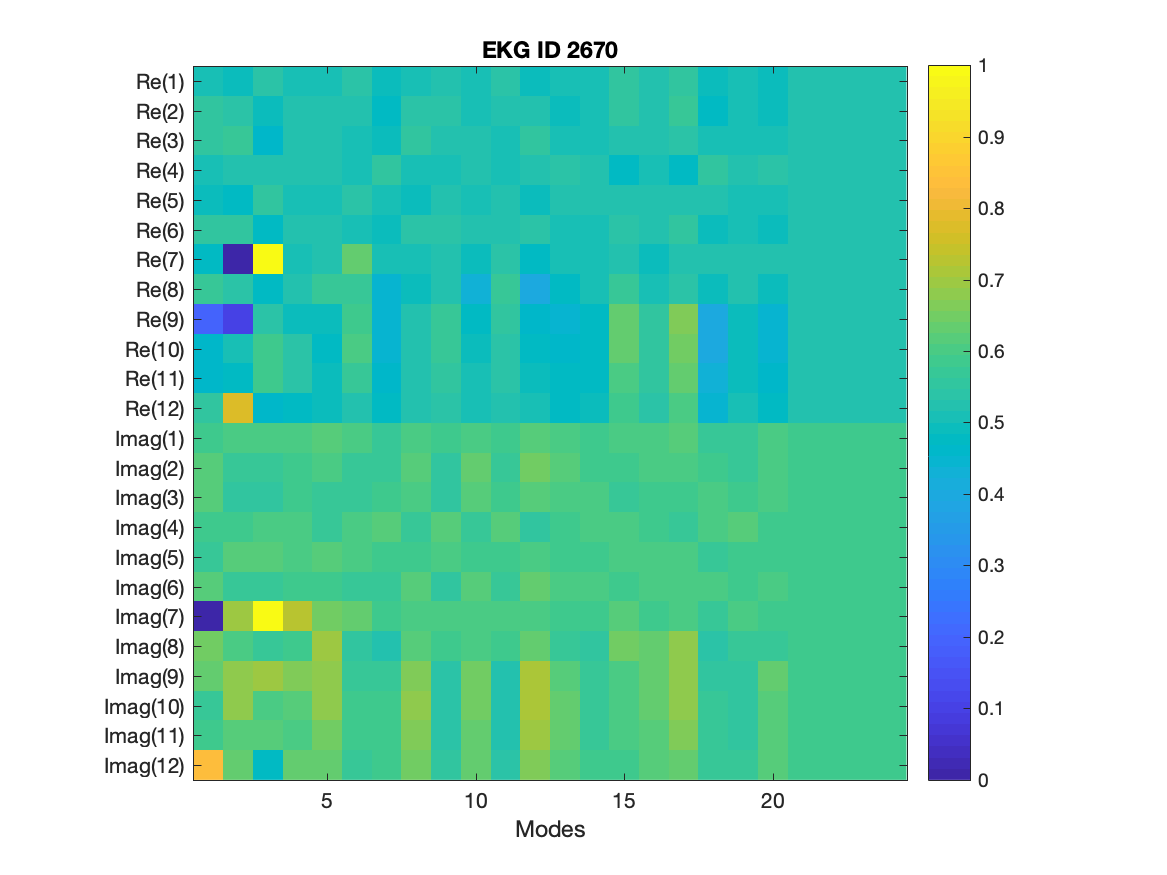 EKG ID 2670
Re(1)
Re(2)
Re(3)
Re(4)
Re(5)
Re(6)
Re(7)
Re(8)
Re(9)
Re(10)
Re(11)
Re(12)
Imag(1)
Imag(2)
Imag(3)
Imag(4)
Imag(5)
Imag(6)
Imag(7)
Imag(8)
Imag(9)
Imag(10)
Imag(11)
Imag(12)
5 10 15 20
Modes
1
0.9
0.8
0.7
0.6
0.5
0.4
0.3
0.2
0.1
0